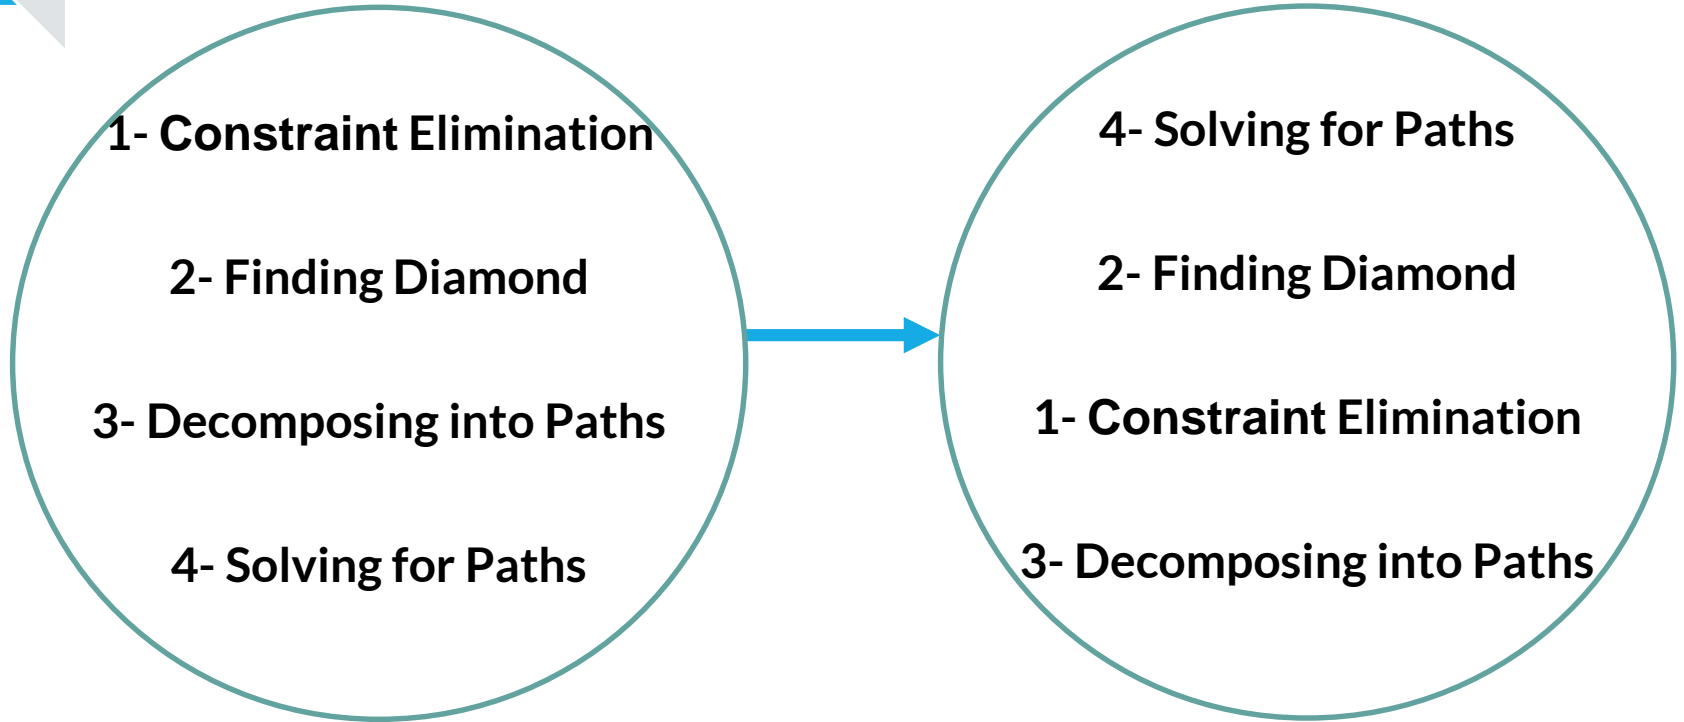 1- Constraint Elimination
2- Finding Diamond
3- Decomposing into Paths
4- Solving for Paths
4- Solving for Paths
2- Finding Diamond
1- Constraint Elimination
3- Decomposing into Paths